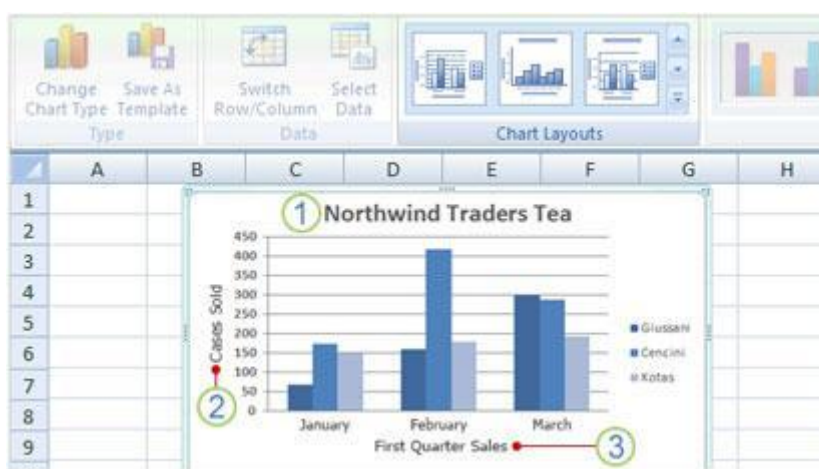 Change Chart Type
Save As Template
Switch Row/Column
Select Data
Type
Data
Chart Layouts
A B C D E F G H
1
2
3
4
5
6
7
8
9
1 Northwind Traders Tea
450
400
350
300
250
200
150
100
50
0
Cases Sold
2
January February March
First Quarter Sales
3
Giussani
Cencini
Kotas